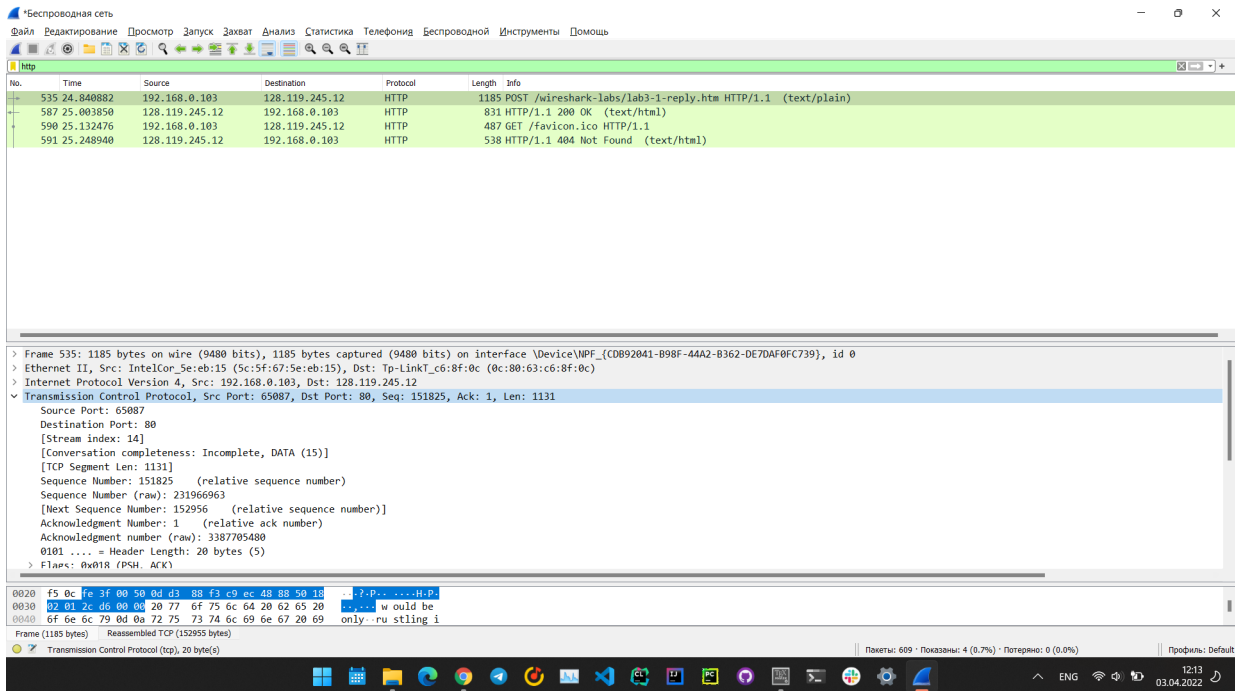 *Беспроводная сеть
Файл Редактирование Просмотр Запуск Захват Анализ Статистика Телефония Беспроводной Инструменты Помощь
http
No. Time Source Destination Protocol Length Info
535 24.840882 192.168.0.103 128.119.245.12 HTTP 1185 POST /wireshark-labs/lab3-1-reply.htm HTTP/1.1 (text/plain)
587 25.003850 128.119.245.12 192.168.0.103 HTTP 831 HTTP/1.1 200 OK (text/html)
590 25.132476 192.168.0.103 128.119.245.12 HTTP 487 GET /favicon.ico HTTP/1.1
591 25.248940 128.119.245.12 192.168.0.103 HTTP 538 HTTP/1.1 404 Not Found (text/html)
> Frame 535: 1185 bytes on wire (9480 bits), 1185 bytes captured (9480 bits) on interface \Device\NPF_{CDB92041-B98F-44A2-B362-DE7DAF0FC739}, id 0
> Ethernet II, Src: IntelCor_5e:eb:15 (5c:5f:67:5e:eb:15), Dst: Tp-LinkT_c6:8f:0c (0c:80:63:c6:8f:0c)
> Internet Protocol Version 4, Src: 192.168.0.103, Dst: 128.119.245.12
Transmission Control Protocol, Src Port: 65087, Dst Port: 80, Seq: 151825, Ack: 1, Len: 1131
Source Port: 65087
Destination Port: 80
[Stream index: 14]
[Conversation completeness: Incomplete, DATA (15)]
[TCP Segment Len: 1131]
Sequence Number: 151825 (relative sequence number)
Sequence Number (raw): 231966963
[Next Sequence Number: 152956 (relative sequence number)]
Acknowledgment Number: 1 (relative ack number)
Acknowledgment number (raw): 3387705480
0101 .... = Header Length: 20 bytes (5)
> Flags: 0x018 (PSH, ACK)
0020 f5 0c fe 3f 00 50 0d d3 88 f3 c9 ec 48 88 50 18 ···?·P·· ····H·P·
0030 02 01 2c d6 00 00 20 77 6f 75 6c 64 20 62 65 20 ··,··· w ould be
0040 6f 6e 6c 79 0d 0a 72 75 73 74 6c 69 6e 67 20 69 only··ru stling i
Frame (1185 bytes) Reassembled TCP (152955 bytes)
Transmission Control Protocol (tcp), 20 byte(s) Пакеты: 609 · Показаны: 4 (0.7%) · Потеряно: 0 (0.0%) Профиль: Default
ENG 12:13
03.04.2022